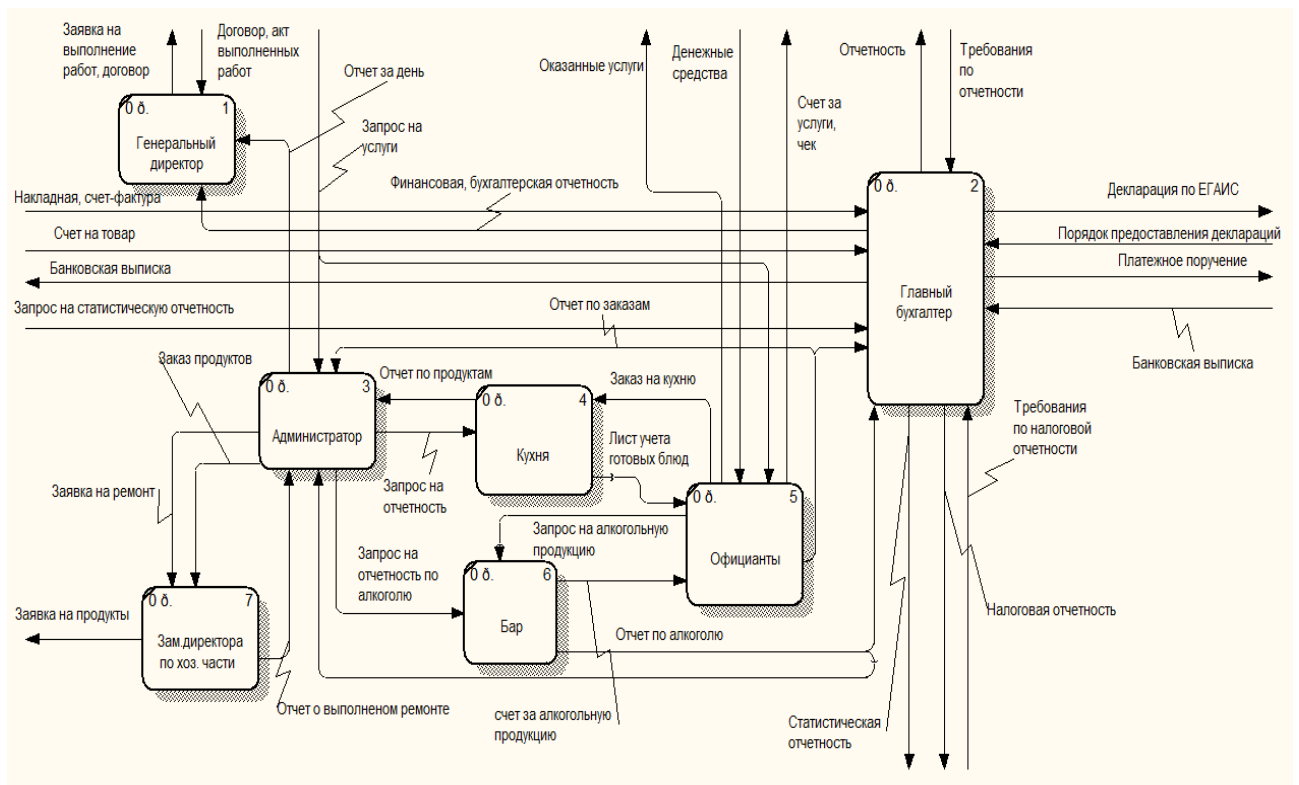 Заявка на
выполнение
работ, договор
Договор, акт
выполненных
работ
Отчет за день
Запрос на
услуги
Оказанные услуги
Денежные
средства
Счет за
услуги,
чек
Отчетность
Требования
по
отчетности
0 ð. 1
Генеральный
директор
Финансовая, бухгалтерская отчетность
0 ð. 2
Главный
бухгалтер
Накладная, счет-фактура
Счет на товар
Банковская выписка
Запрос на статистическую отчетность
Декларация по ЕГАИС
Порядок предоставления деклараций
Платежное поручение
Банковская выписка
Отчет по заказам
Заказ продуктов
Отчет по продуктам
Заказ на кухню
0 ð. 3
Администратор
0 ð. 4
Кухня
Лист учета
готовых блюд
Требования
по налоговой
отчетности
Заявка на ремонт
Запрос на
отчетность
0 ð. 5
Официанты
Запрос на алкогольную
продукцию
Запрос на
отчетность по
алкоголю
0 ð. 6
Бар
0 ð. 7
Зам.директора
по хоз. части
Заявка на продукты
Отчет по алкоголю
Налоговая отчетность
Отчет о выполненом ремонте
счет за алкогольную
продукцию
Статистическая
отчетность